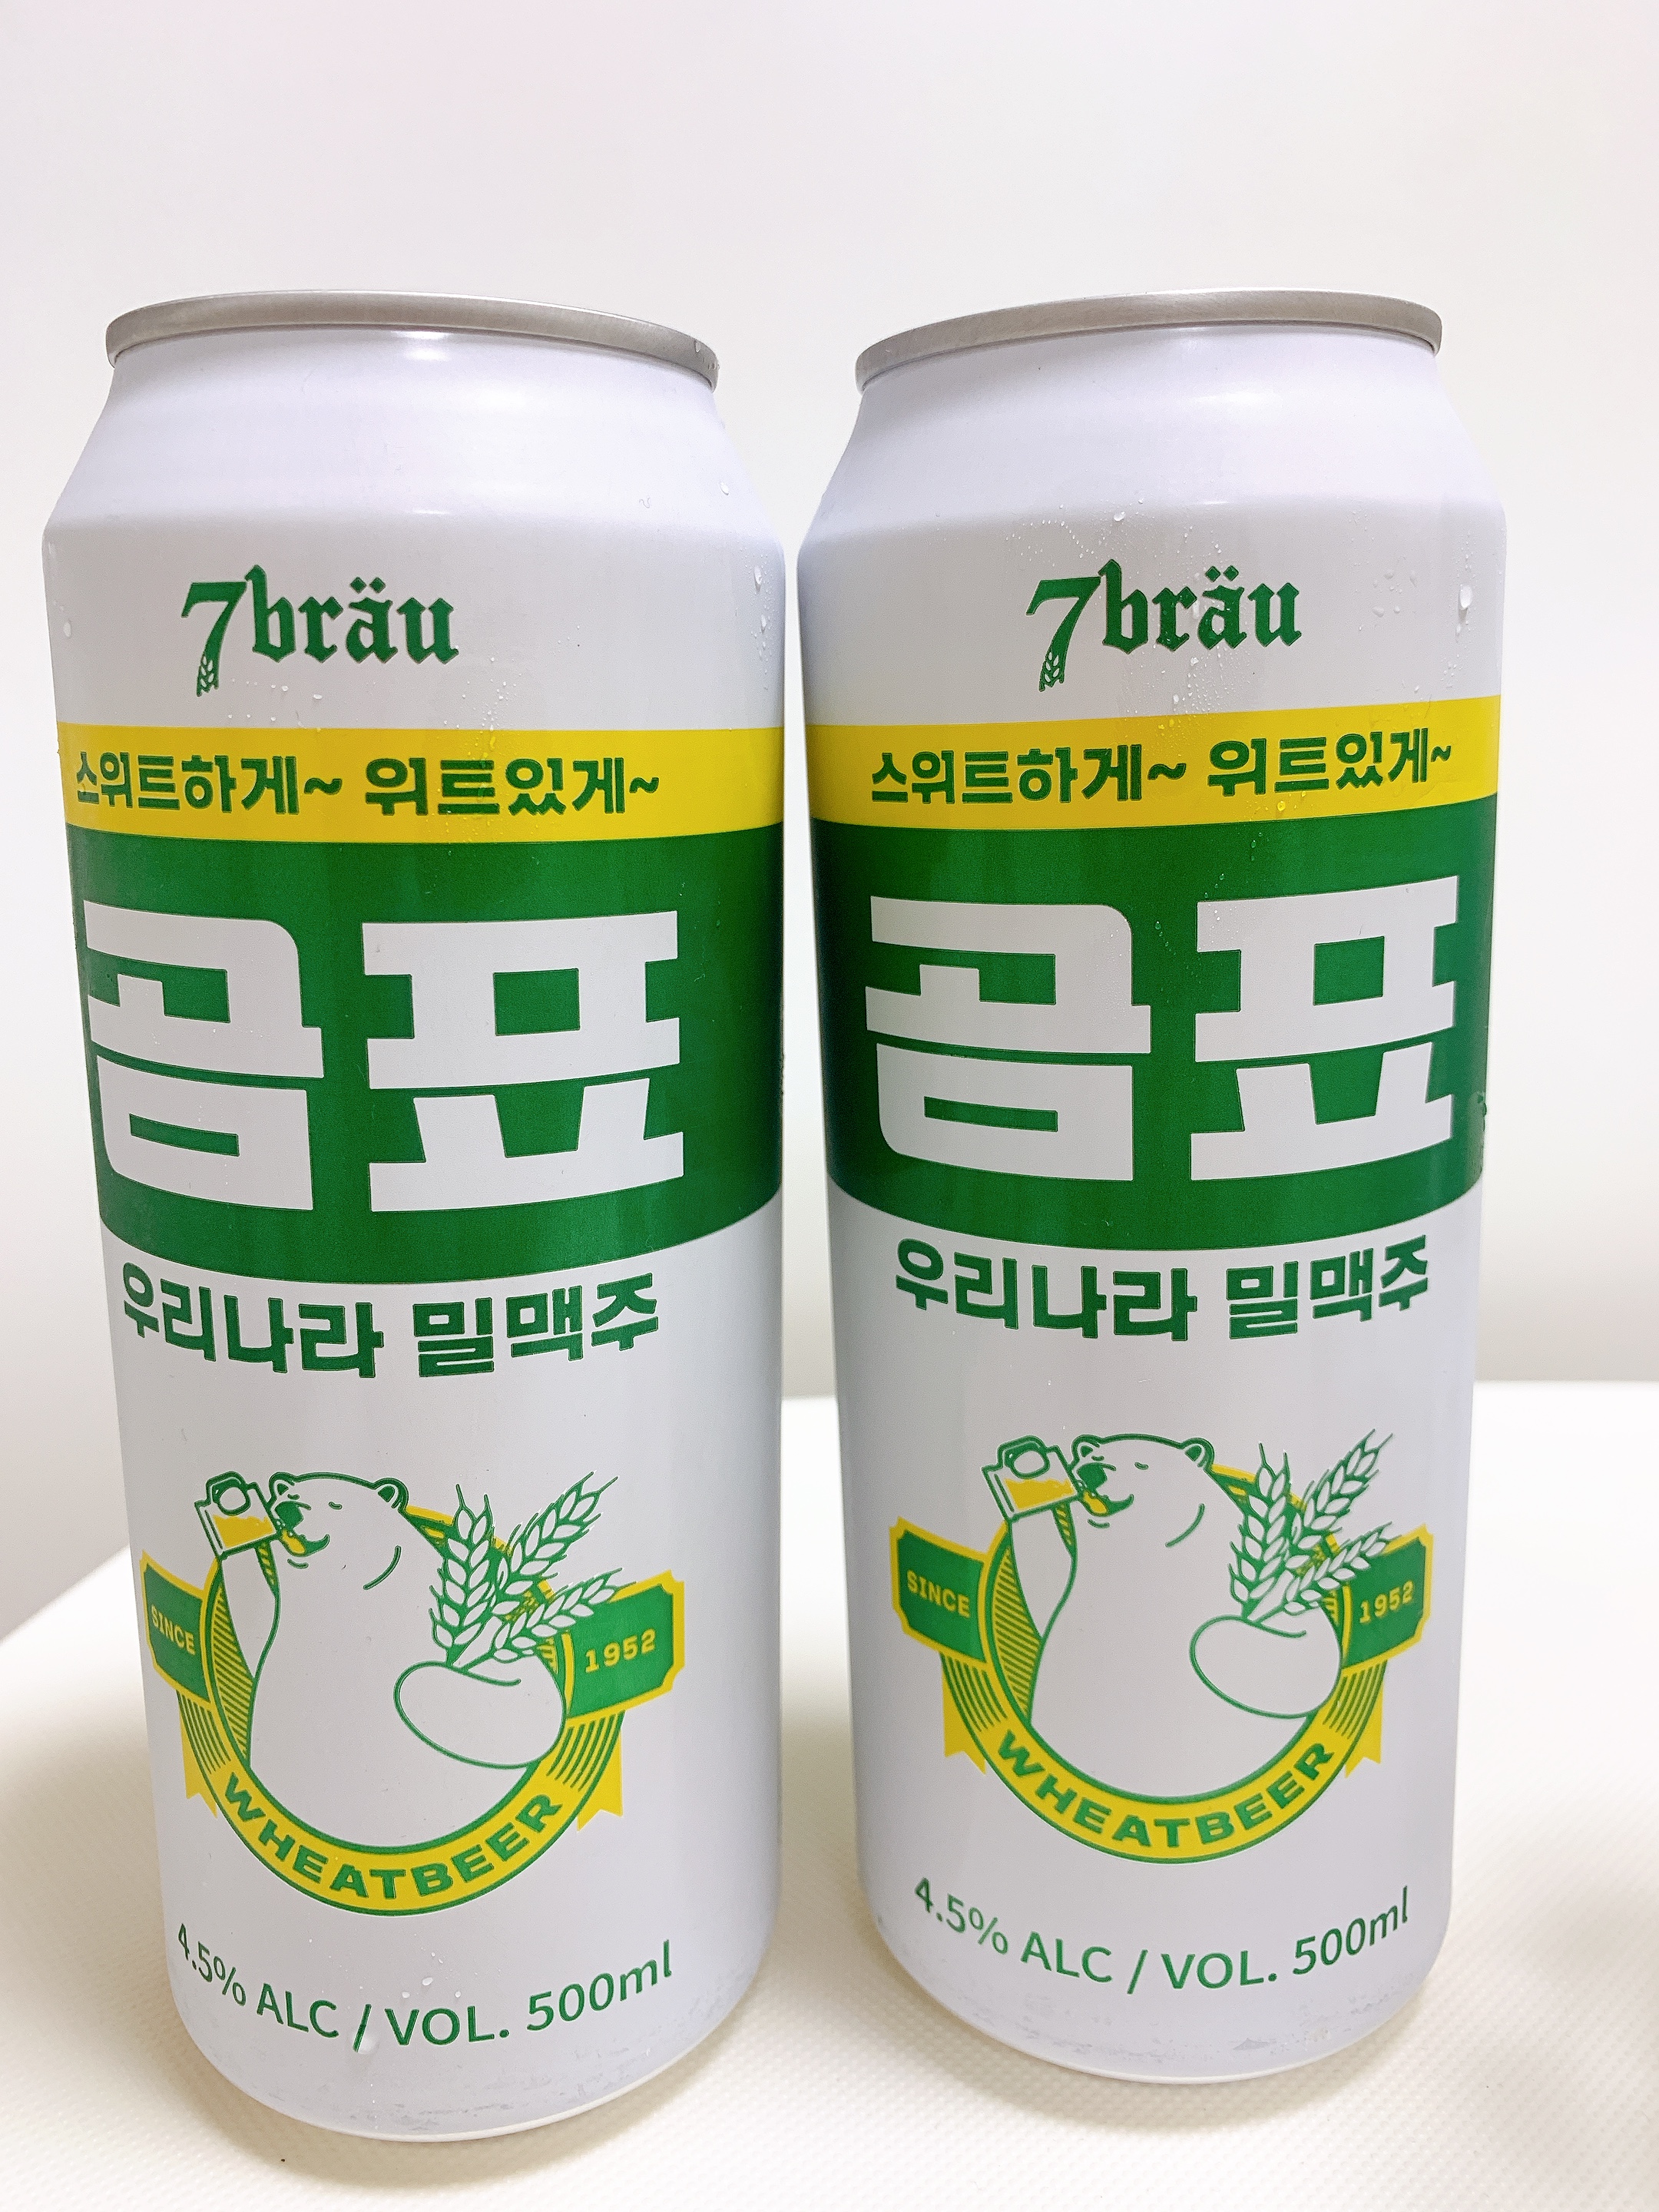 7bräu
스위트하게~ 위트있게~
곰표
우리나라 밀맥주
SINCE 1952
WHEATBEER
4.5% ALC / VOL. 500ml
7bräu
스위트하게~ 위트있게~
곰표
우리나라 밀맥주
SINCE 1952
WHEATBEER
4.5% ALC / VOL. 500ml